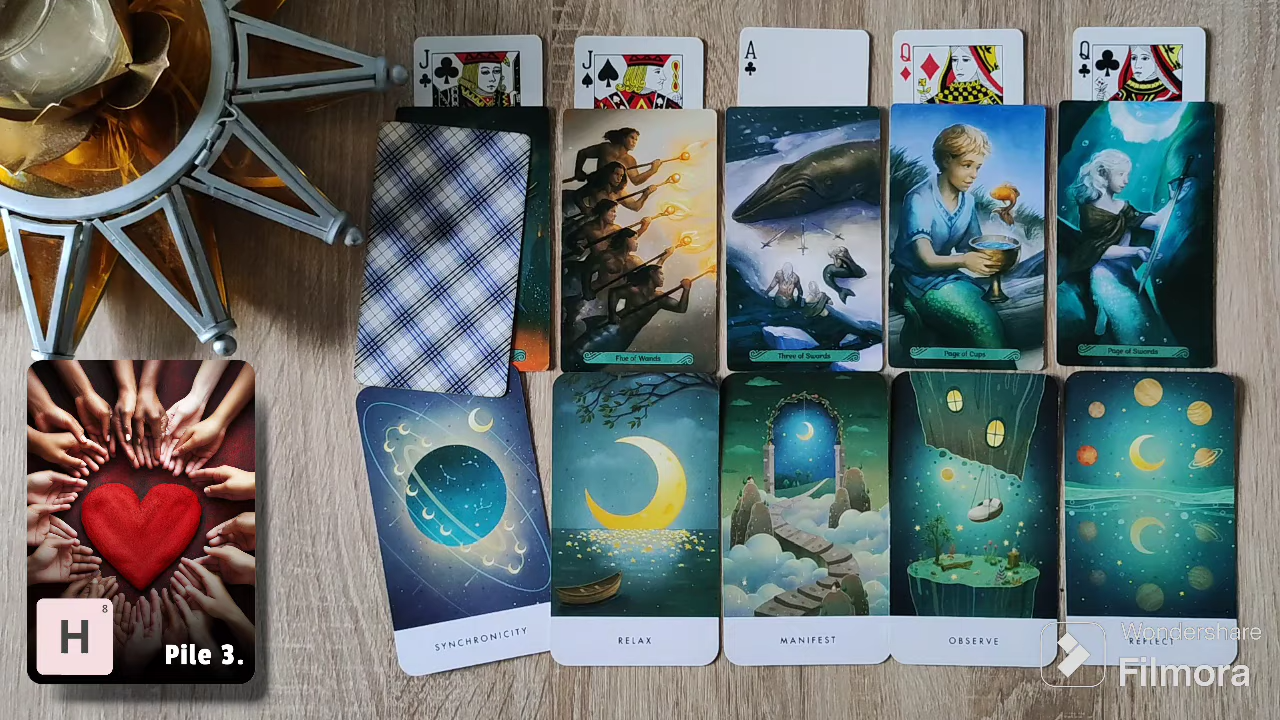 J
J
A
Q
Q
Five of Wands
Three of Swords
Page of Cups
Page of Swords
SYNCHRONICITY
RELAX
MANIFEST
OBSERVE
REFLECT
8
H
Pile 3.
Wondershare
Filmora